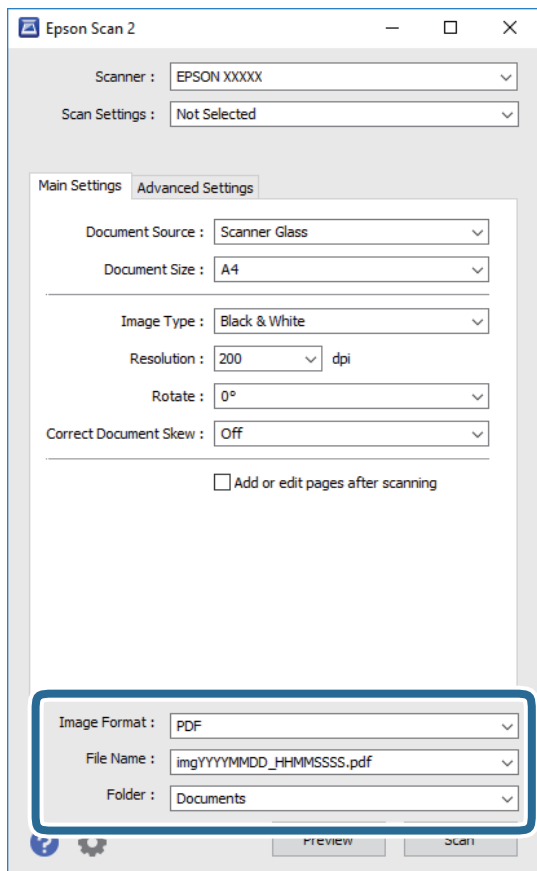 Epson Scan 2
Scanner : EPSON XXXXX
Scan Settings : Not Selected
Main Settings Advanced Settings
Document Source : Scanner Glass
Document Size : A4
Image Type : Black & White
Resolution : 200 dpi
Rotate : 0°
Correct Document Skew : Off
Add or edit pages after scanning
Image Format : PDF
File Name : imgYYYYMMDD_HHMMSSSS.pdf
Folder : Documents
? Preview Scan